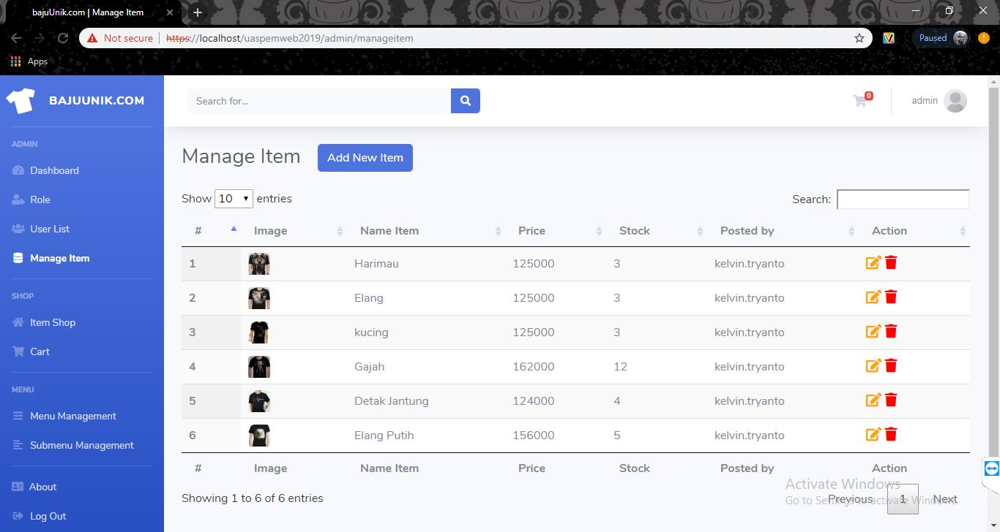 bajuUnik.com | Manage Item
Not secure | https://localhost/uaspemweb2019/admin/manageitem
Paused
Apps
BAJUUNIK.COM
Search for...
0
admin
ADMIN
Dashboard
Role
User List
Manage Item
SHOP
Item Shop
Cart
MENU
Menu Management
Submenu Management
About
Log Out
Manage Item Add New Item
Show 10 entries Search:
# Image Name Item Price Stock Posted by Action
1 Harimau 125000 3 kelvin.tryanto
2 Elang 125000 3 kelvin.tryanto
3 kucing 125000 3 kelvin.tryanto
4 Gajah 162000 12 kelvin.tryanto
5 Detak Jantung 124000 4 kelvin.tryanto
6 Elang Putih 156000 5 kelvin.tryanto
# Image Name Item Price Stock Posted by Action
Showing 1 to 6 of 6 entries Previous 1 Next
Activate Windows
Go to Settings to activate Windows.